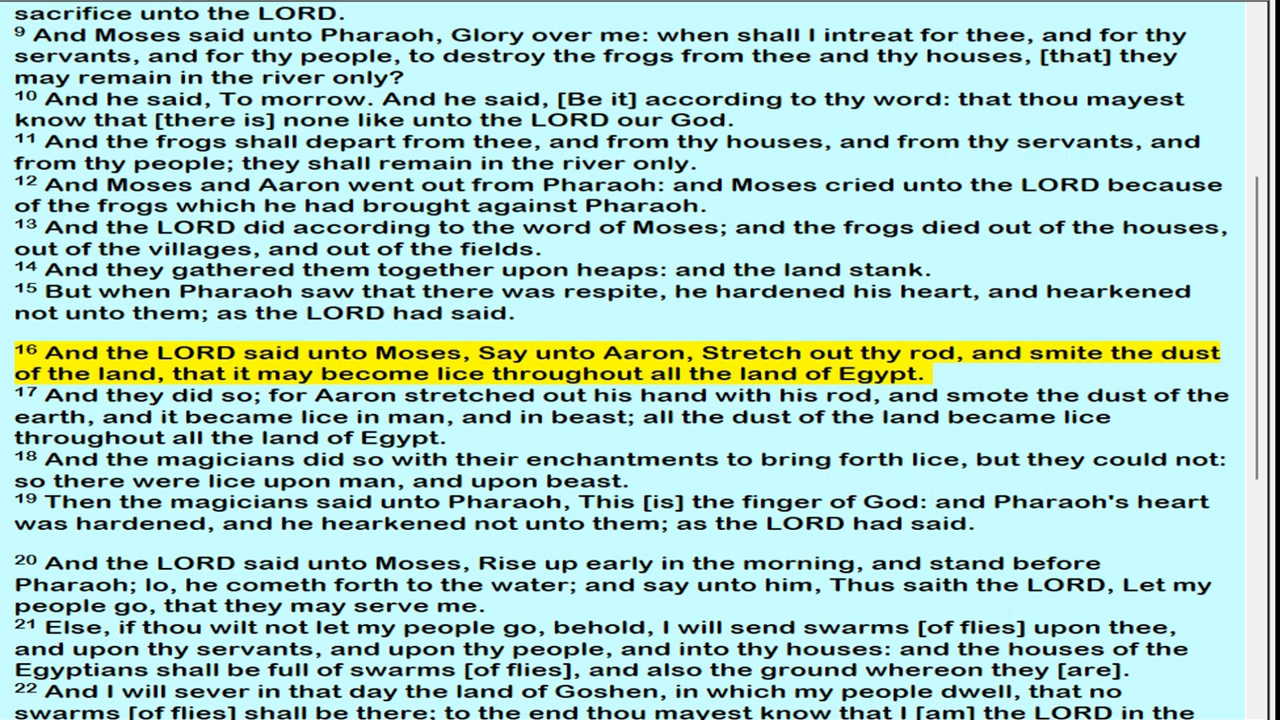 sacrifice unto the LORD.
9 And Moses said unto Pharaoh, Glory over me: when shall I intreat for thee, and for thy
servants, and for thy people, to destroy the frogs from thee and thy houses, [that] they
may remain in the river only?
10 And he said, To morrow. And he said, [Be it] according to thy word: that thou mayest
know that [there is] none like unto the LORD our God.
11 And the frogs shall depart from thee, and from thy houses, and from thy servants, and
from thy people; they shall remain in the river only.
12 And Moses and Aaron went out from Pharaoh: and Moses cried unto the LORD because
of the frogs which he had brought against Pharaoh.
13 And the LORD did according to the word of Moses; and the frogs died out of the houses,
out of the villages, and out of the fields.
14 And they gathered them together upon heaps: and the land stank.
15 But when Pharaoh saw that there was respite, he hardened his heart, and hearkened
not unto them; as the LORD had said.
16 And the LORD said unto Moses, Say unto Aaron, Stretch out thy rod, and smite the dust
of the land, that it may become lice throughout all the land of Egypt.
17 And they did so; for Aaron stretched out his hand with his rod, and smote the dust of the
earth, and it became lice in man, and in beast; all the dust of the land became lice
throughout all the land of Egypt.
18 And the magicians did so with their enchantments to bring forth lice, but they could not:
so there were lice upon man, and upon beast.
19 Then the magicians said unto Pharaoh, This [is] the finger of God: and Pharaoh's heart
was hardened, and he hearkened not unto them; as the LORD had said.
20 And the LORD said unto Moses, Rise up early in the morning, and stand before
Pharaoh; lo, he cometh forth to the water; and say unto him, Thus saith the LORD, Let my
people go, that they may serve me.
21 Else, if thou wilt not let my people go, behold, I will send swarms [of flies] upon thee,
and upon thy servants, and upon thy people, and into thy houses: and the houses of the
Egyptians shall be full of swarms [of flies], and also the ground whereon they [are].
22 And I will sever in that day the land of Goshen, in which my people dwell, that no
swarms [of flies] shall be there; to the end thou mayest know that I [am] the LORD in the